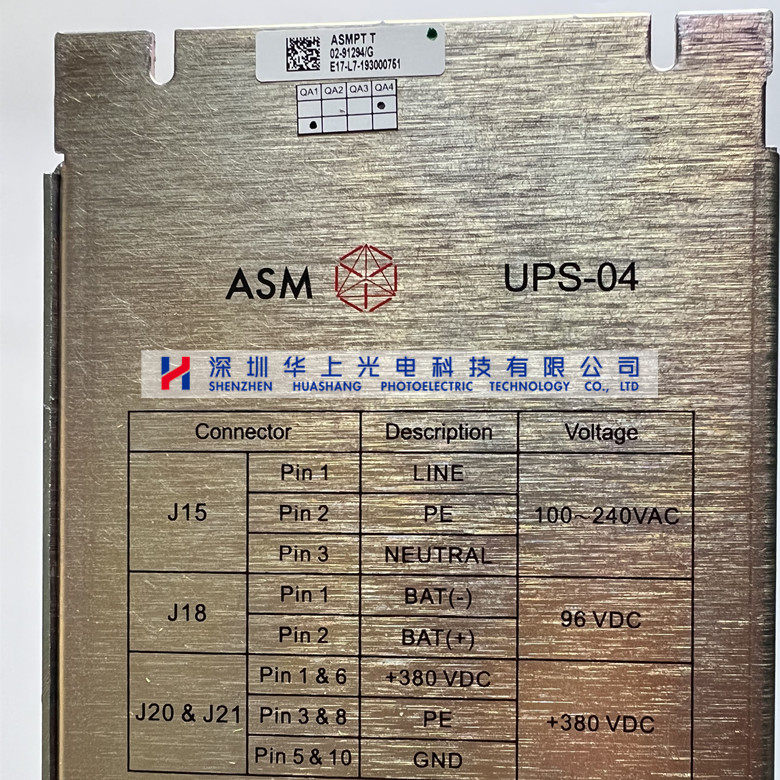 ASMPT T
02-91294/G
E17-L7-193000751
QA1 QA2 QA3 QA4
ASM UPS-04
深圳华上光电科技有限公司
SHENZHEN HUASHANG PHOTOELECTRIC TECHNOLOGY CO., LTD
Connector Description Voltage
J15 Pin 1 LINE 100~240VAC
Pin 2 PE
Pin 3 NEUTRAL
J18 Pin 1 BAT(-) 96 VDC
Pin 2 BAT(+)
J20 & J21 Pin 1 & 6 +380 VDC +380 VDC
Pin 3 & 8 PE
Pin 5 & 10 GND